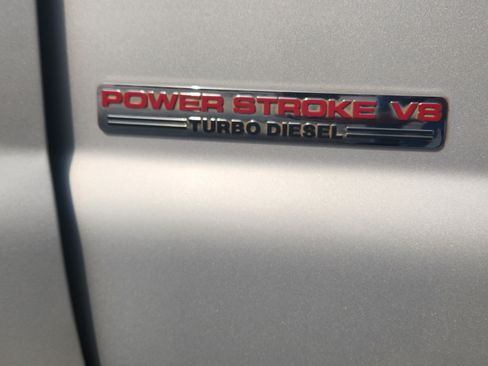 POWER STROKE V8
TURBO DIESEL